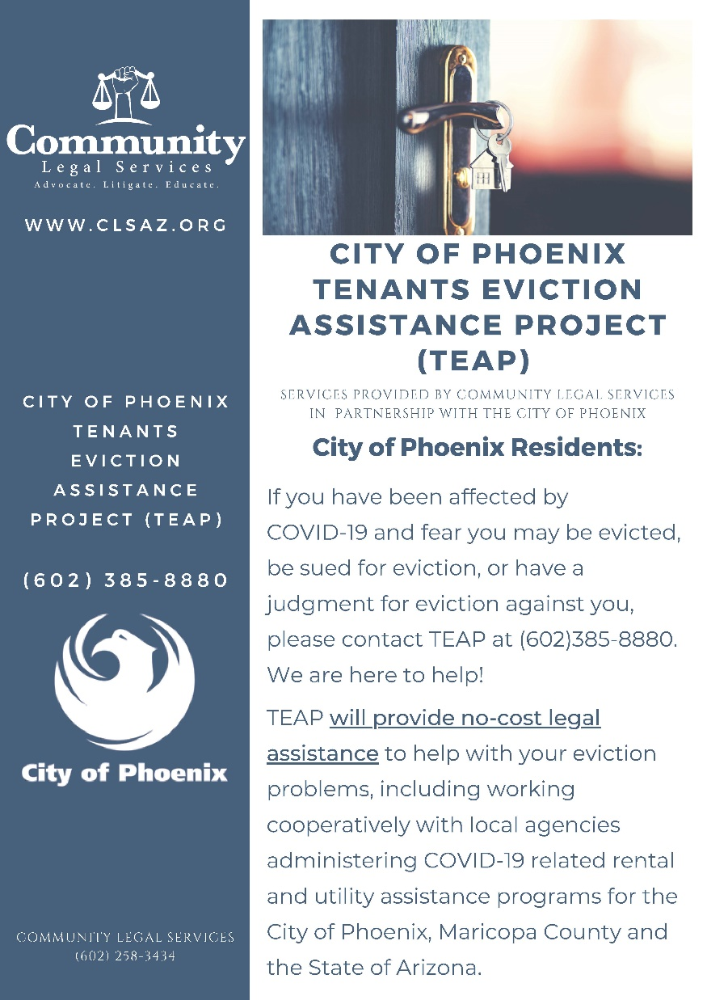 Community
Legal Services
Advocate. Litigate. Educate.
WWW.CLSAZ.ORG
CITY OF PHOENIX
TENANTS
EVICTION
ASSISTANCE
PROJECT (TEAP)
(602) 385-8880
City of Phoenix
COMMUNITY LEGAL SERVICES
(602) 258-3434
CITY OF PHOENIX
TENANTS EVICTION
ASSISTANCE PROJECT
(TEAP)
SERVICES PROVIDED BY COMMUNITY LEGAL SERVICES
IN PARTNERSHIP WITH THE CITY OF PHOENIX
City of Phoenix Residents:
If you have been affected by
COVID-19 and fear you may be evicted,
be sued for eviction, or have a
judgment for eviction against you,
please contact TEAP at (602)385-8880.
We are here to help!
TEAP will provide no-cost legal
assistance to help with your eviction
problems, including working
cooperatively with local agencies
administering COVID-19 related rental
and utility assistance programs for the
City of Phoenix, Maricopa County and
the State of Arizona.